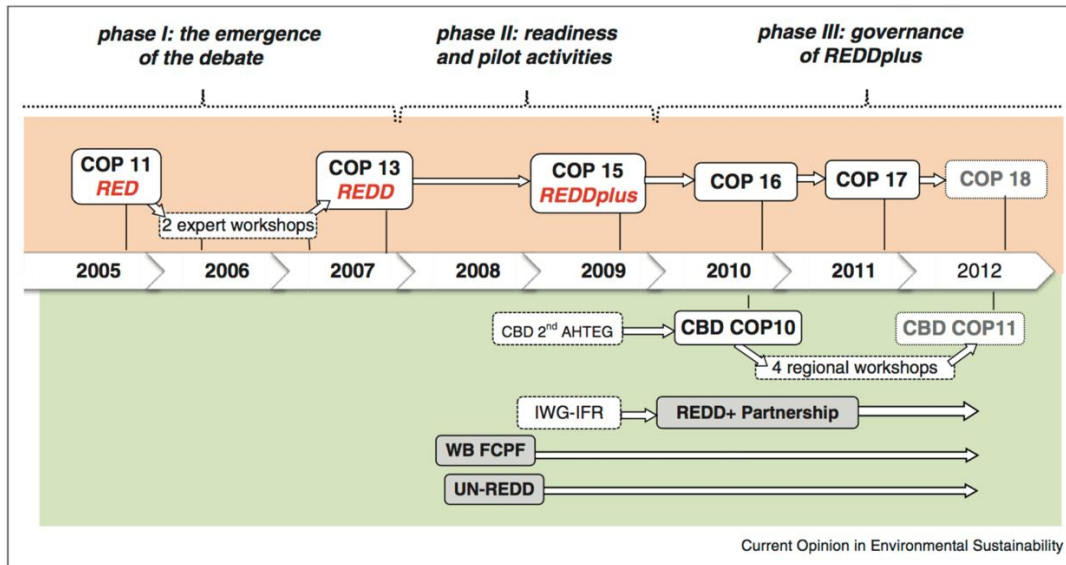 phase I: the emergence
of the debate
phase II: readiness
and pilot activities
phase III: governance
of REDDplus
COP 11
RED
2 expert workshops
COP 13
REDD
COP 15
REDDplus
COP 16
COP 17
COP 18
2005
2006
2007
2008
2009
2010
2011
2012
CBD 2nd AHTEG
CBD COP10
CBD COP11
4 regional workshops
IWG-IFR
REDD+ Partnership
WB FCPF
UN-REDD
Current Opinion in Environmental Sustainability